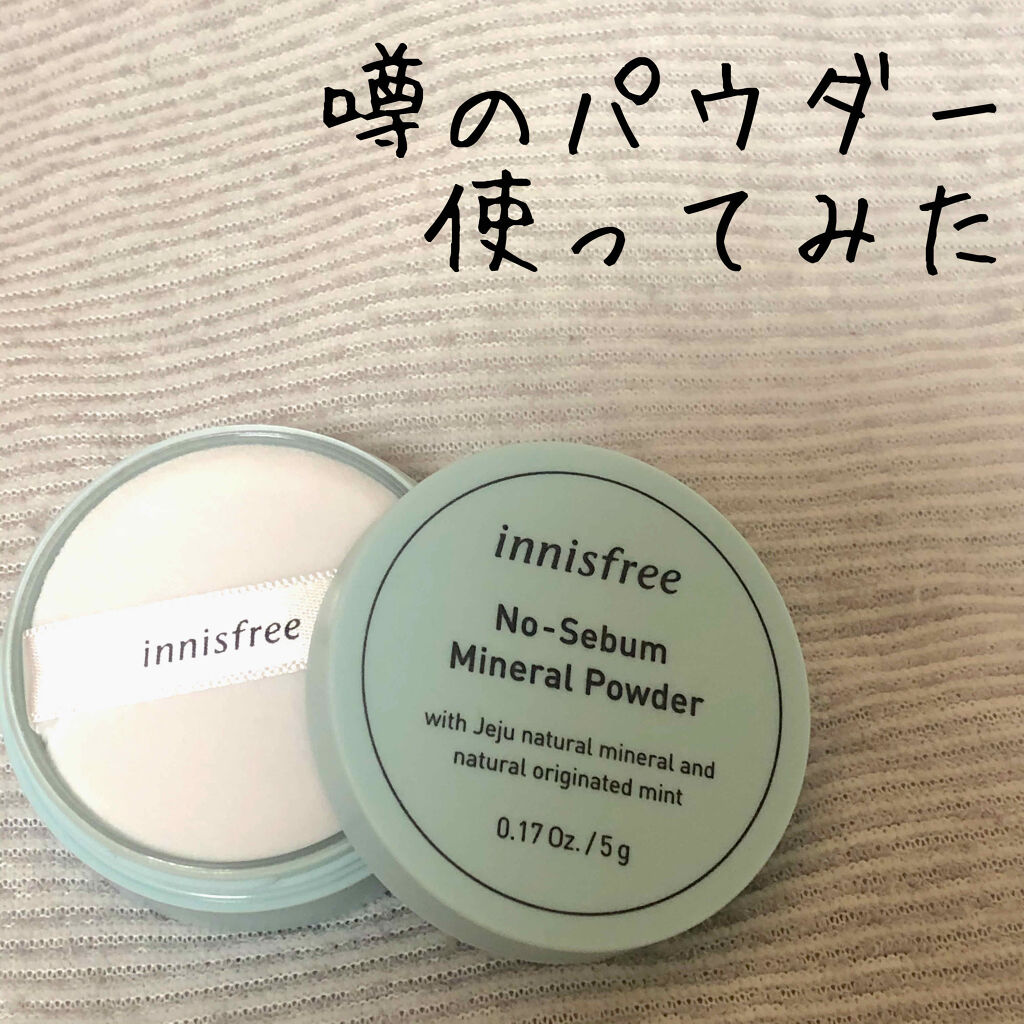 噂のパウダー
使ってみた
innisfree
innisfree
No-Sebum
Mineral Powder
with Jeju natural mineral and
natural originated mint
0.17 Oz. / 5 g